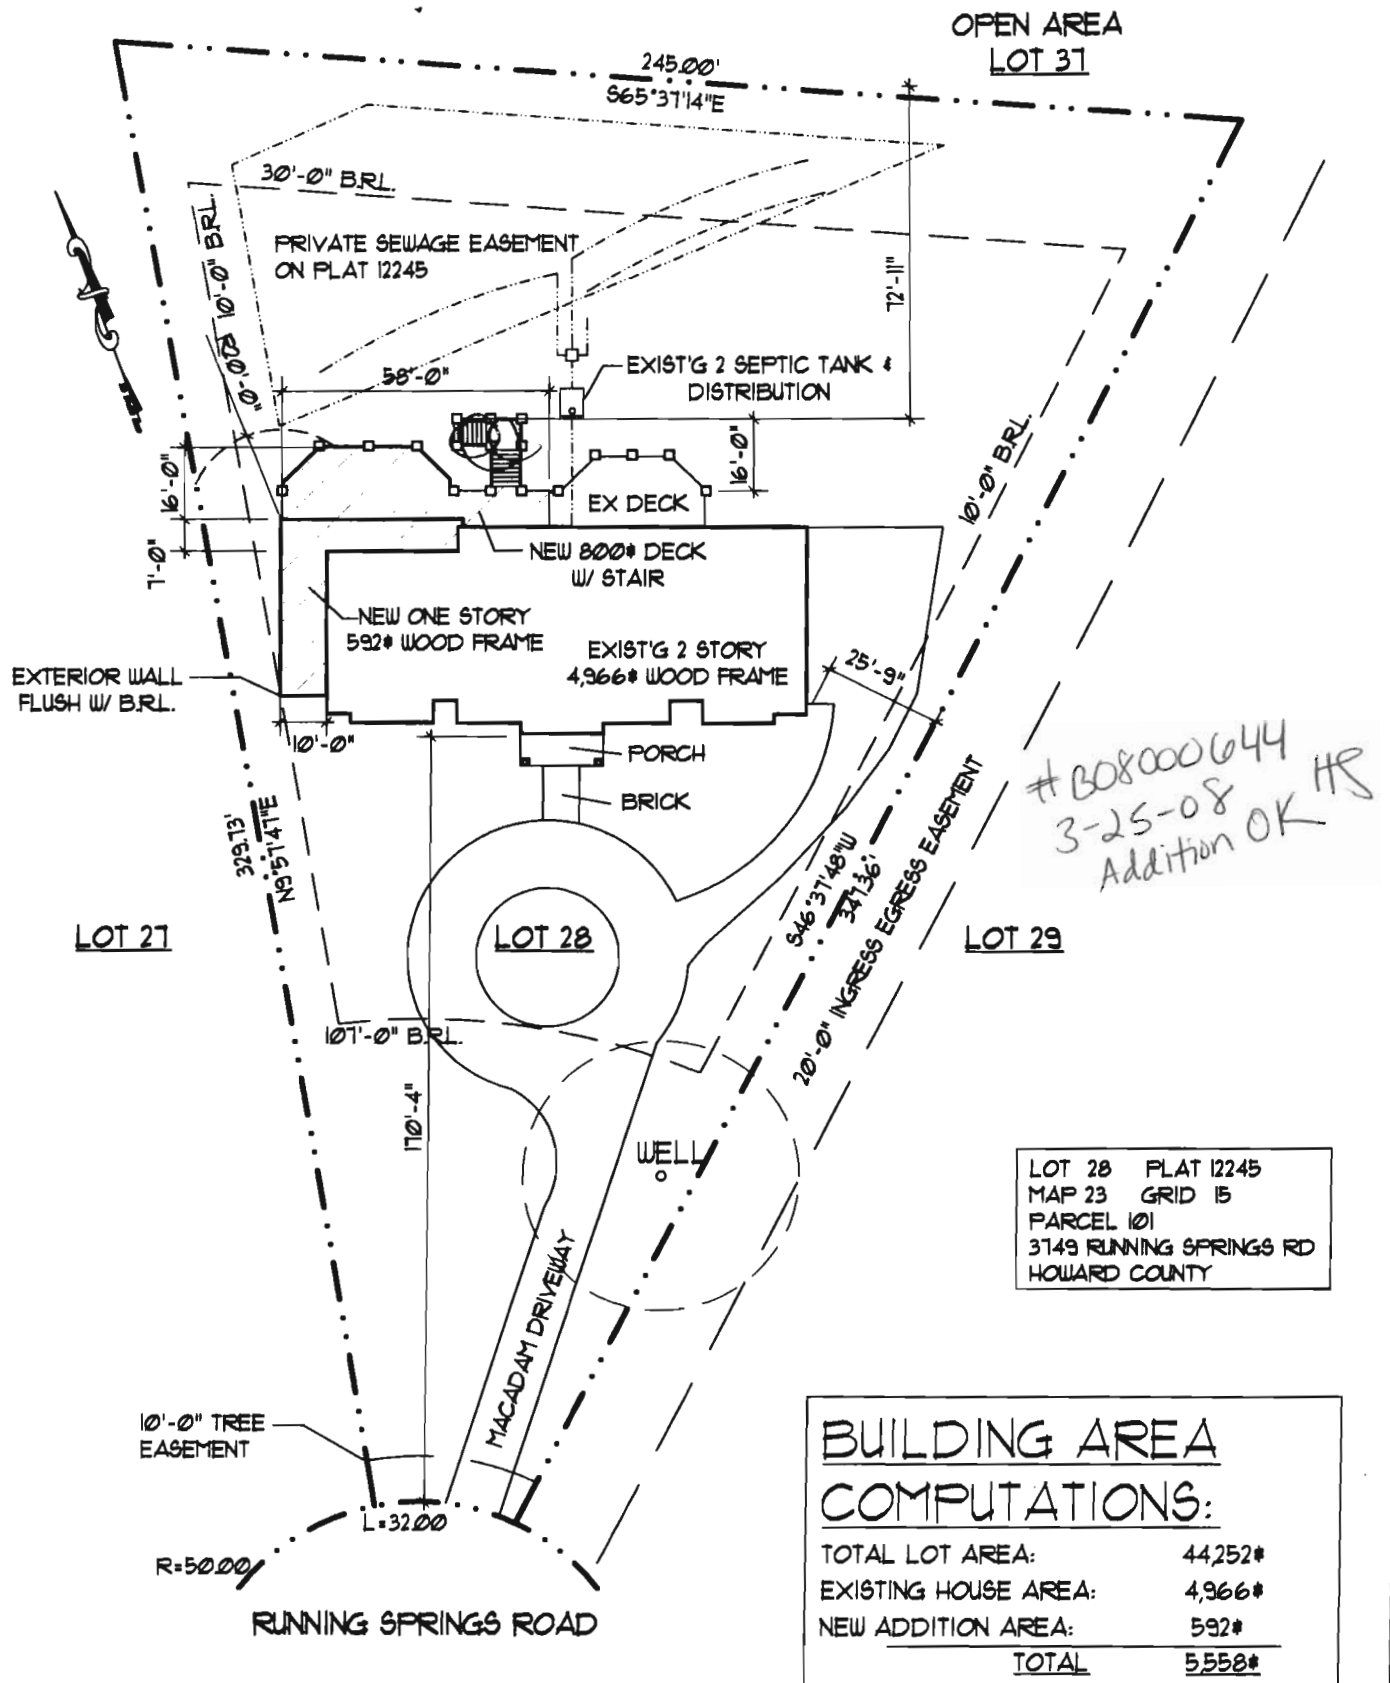 OPEN AREA
LOT 37
245.00'
S65°37'14"E
30'-0" B.R.L.
10'-0" B.R.L.
PRIVATE SEWAGE EASEMENT
ON PLAT 12245
72'-11"
EXIST'G 2 SEPTIC TANK &
DISTRIBUTION
58'-0"
16'-0"
16'-0"
10'-0" B.R.L.
EX DECK
7'-0"
NEW 800# DECK
W/ STAIR
NEW ONE STORY
592# WOOD FRAME
EXIST'G 2 STORY
4,966# WOOD FRAME
EXTERIOR WALL
FLUSH W/ B.R.L.
25'-9"
10'-0"
PORCH
BRICK
#B08000644
3-25-08 HS
Addition OK
329.73'
N9°57'47"E
S46°37'48"W
347.36'
20'-0" INGRESS EGRESS EASEMENT
LOT 27
LOT 28
LOT 29
107'-0" B.R.L.
170'-4"
WELL
LOT 28 PLAT 12245
MAP 23 GRID 15
PARCEL 101
3749 RUNNING SPRINGS RD
HOWARD COUNTY
MACADAM DRIVEWAY
10'-0" TREE
EASEMENT
L=32.00
R=50.00
RUNNING SPRINGS ROAD
BUILDING AREA
COMPUTATIONS:
TOTAL LOT AREA: 44,252#
EXISTING HOUSE AREA: 4,966#
NEW ADDITION AREA: 592#
TOTAL 5,558#